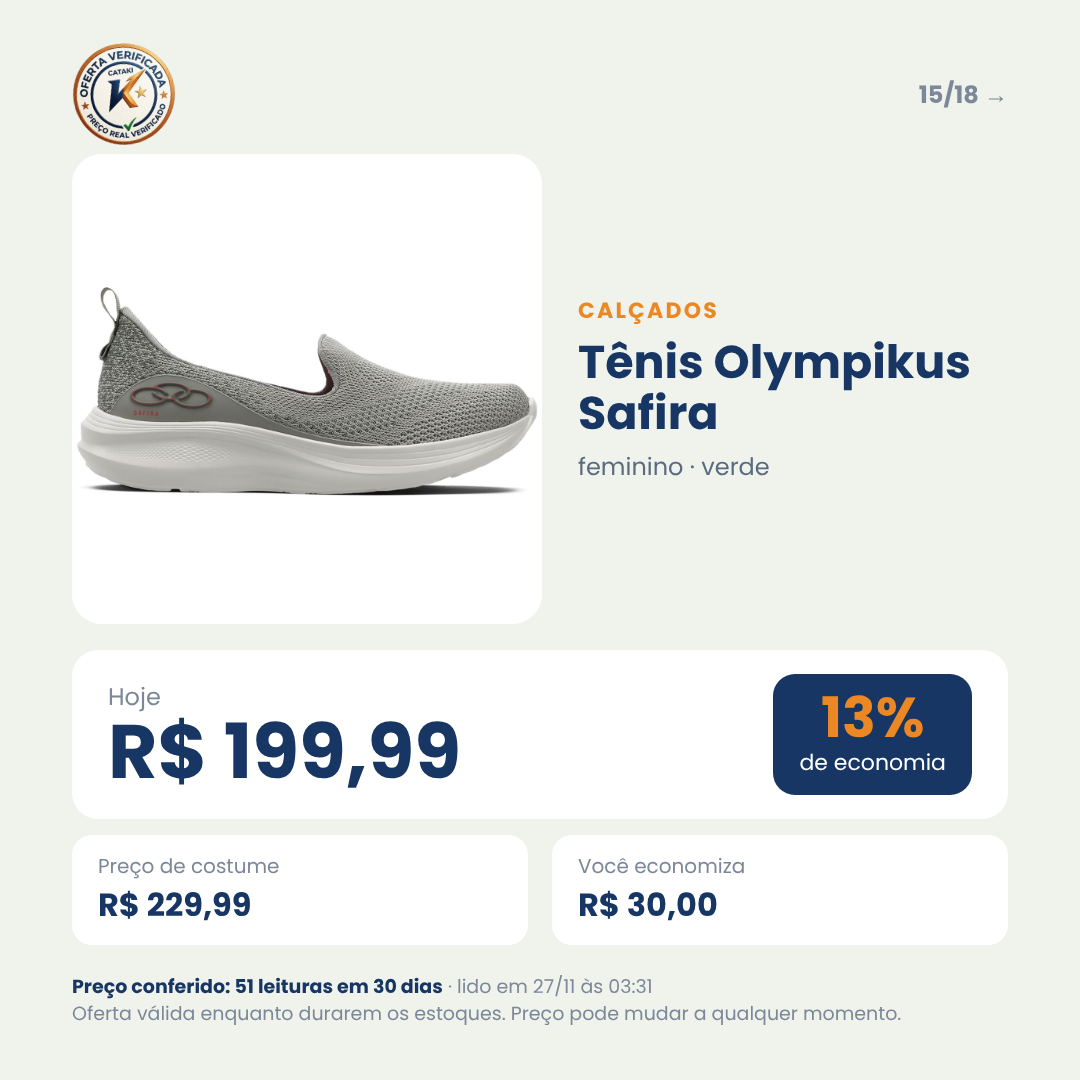 OFERTA VERIFICADA
CATAKI
K
PREÇO REAL VERIFICADO
15/18 →
SAFIRA
CALÇADOS
Tênis Olympikus
Safira
feminino · verde
Hoje
R$ 199,99
13%
de economia
Preço de costume
R$ 229,99
Você economiza
R$ 30,00
Preço conferido: 51 leituras em 30 dias · lido em 27/11 às 03:31
Oferta válida enquanto durarem os estoques. Preço pode mudar a qualquer momento.